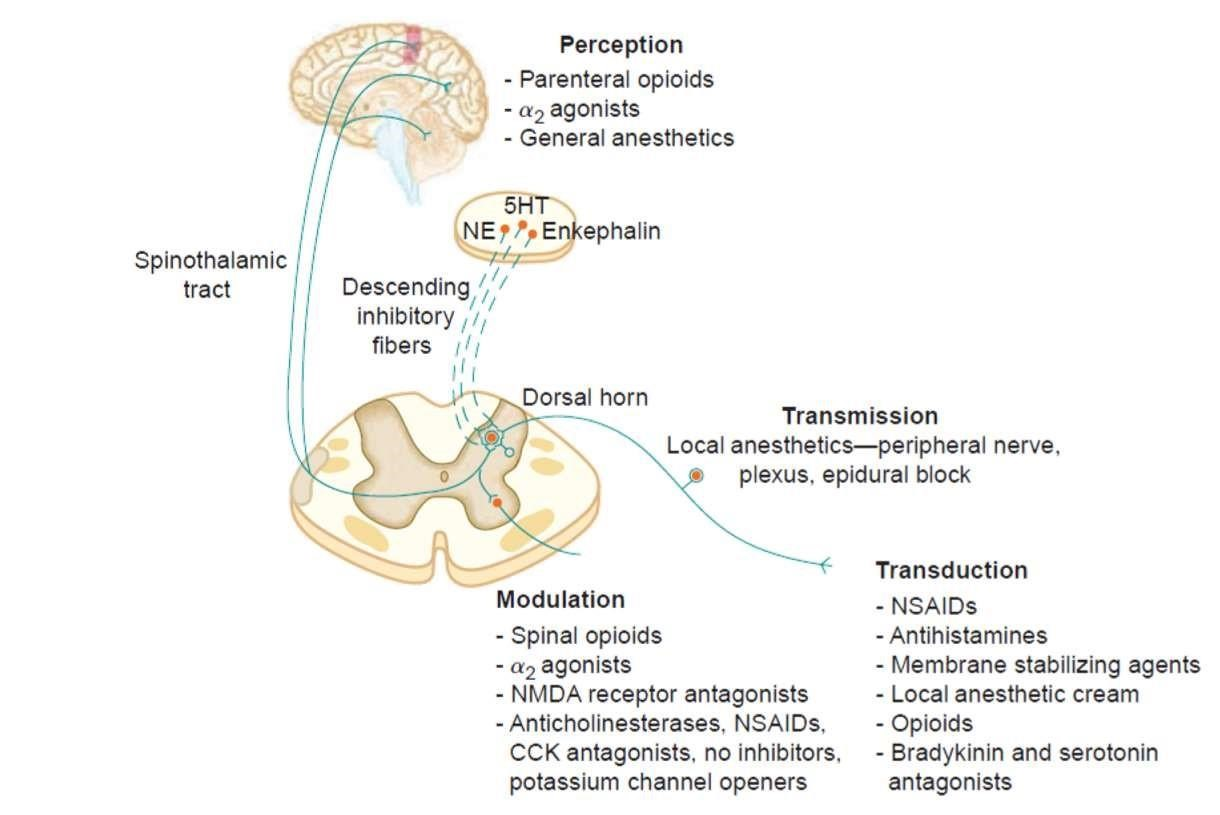 Perception
- Parenteral opioids
- α2 agonists
- General anesthetics
5HT
NE
Enkephalin
Spinothalamic
tract
Descending
inhibitory
fibers
Dorsal horn
Transmission
Local anesthetics—peripheral nerve,
plexus, epidural block
Modulation
- Spinal opioids
- α2 agonists
- NMDA receptor antagonists
- Anticholinesterases, NSAIDs,
CCK antagonists, no inhibitors,
potassium channel openers
Transduction
- NSAIDs
- Antihistamines
- Membrane stabilizing agents
- Local anesthetic cream
- Opioids
- Bradykinin and serotonin
antagonists